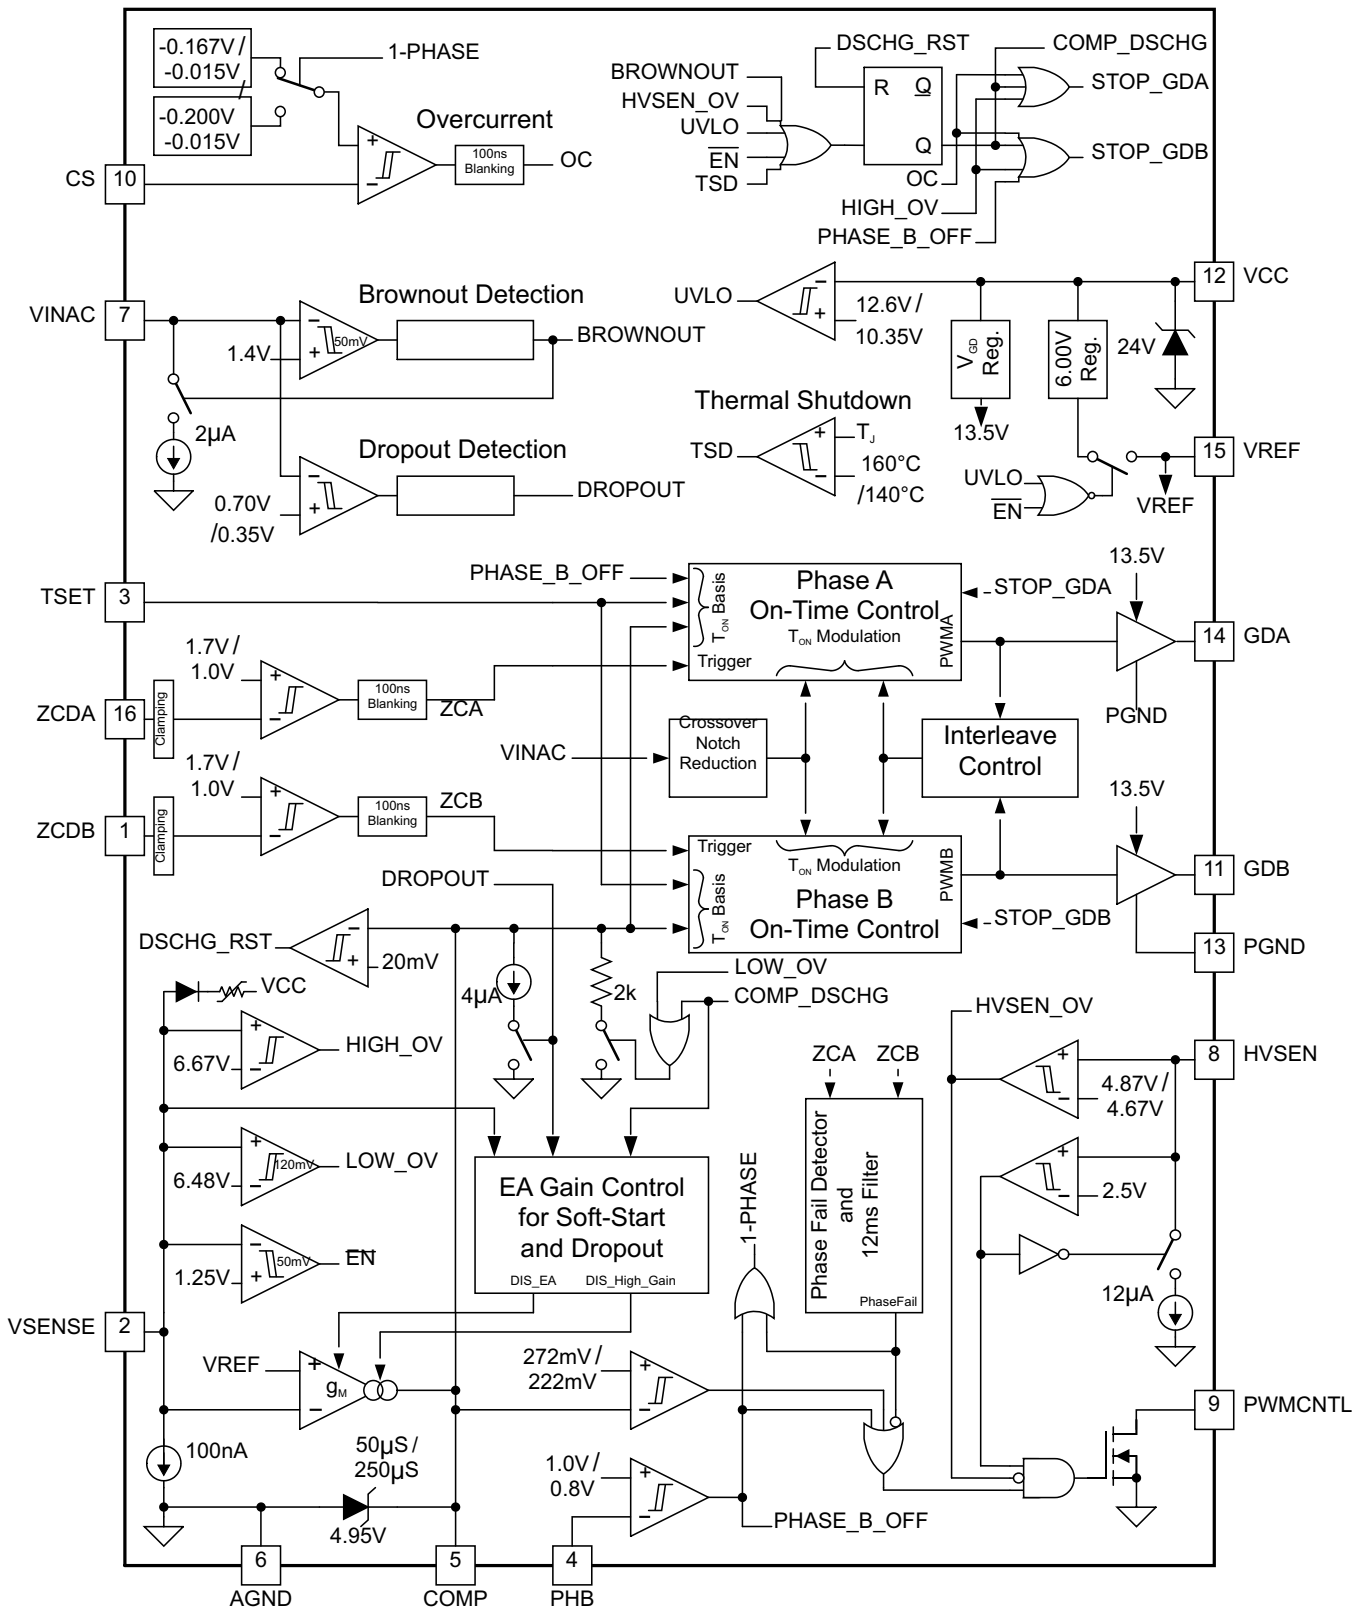 -0.167V /
-0.015V
-0.200V /
-0.015V
1-PHASE
Overcurrent
100ns
Blanking
OC
CS
10
DSCHG_RST
COMP_DSCHG
BROWNOUT
HVSEN_OV
UVLO
EN
TSD
R
Q
Q
STOP_GDA
STOP_GDB
OC
HIGH_OV
PHASE_B_OFF
VINAC
7
Brownout Detection
1.4V
50mV
BROWNOUT
2µA
Dropout Detection
0.70V
/0.35V
DROPOUT
UVLO
12.6V /
10.35V
VGD
Reg.
13.5V
6.00V
Reg.
24V
12
VCC
Thermal Shutdown
TSD
TJ
160°C
/140°C
UVLO
EN
VREF
15
VREF
TSET
3
PHASE_B_OFF
TON Basis
Trigger
Phase A
On-Time Control
TON Modulation
PWMA
STOP_GDA
13.5V
PGND
14
GDA
1.7V /
1.0V
ZCDA
16
Clamping
100ns
Blanking
ZCA
1.7V /
1.0V
ZCDB
1
Clamping
100ns
Blanking
ZCB
VINAC
Crossover
Notch
Reduction
Interleave
Control
Trigger
TON Basis
TON Modulation
Phase B
On-Time Control
PWMB
STOP_GDB
13.5V
11
GDB
13
PGND
DROPOUT
DSCHG_RST
20mV
VCC
4µA
2k
LOW_OV
COMP_DSCHG
6.67V
HIGH_OV
6.48V
120mV
LOW_OV
1.25V
50mV
EN
EA Gain Control
for Soft-Start
and Dropout
DIS_EA
DIS_High_Gain
ZCA
ZCB
Phase Fail Detector
and
12ms Filter
PhaseFail
1-PHASE
HVSEN_OV
8
HVSEN
4.87V /
4.67V
2.5V
12µA
VSENSE
2
VREF
gM
100nA
50µS /
250µS
4.95V
272mV /
222mV
1.0V /
0.8V
PHASE_B_OFF
9
PWMCNTL
6
AGND
5
COMP
4
PHB